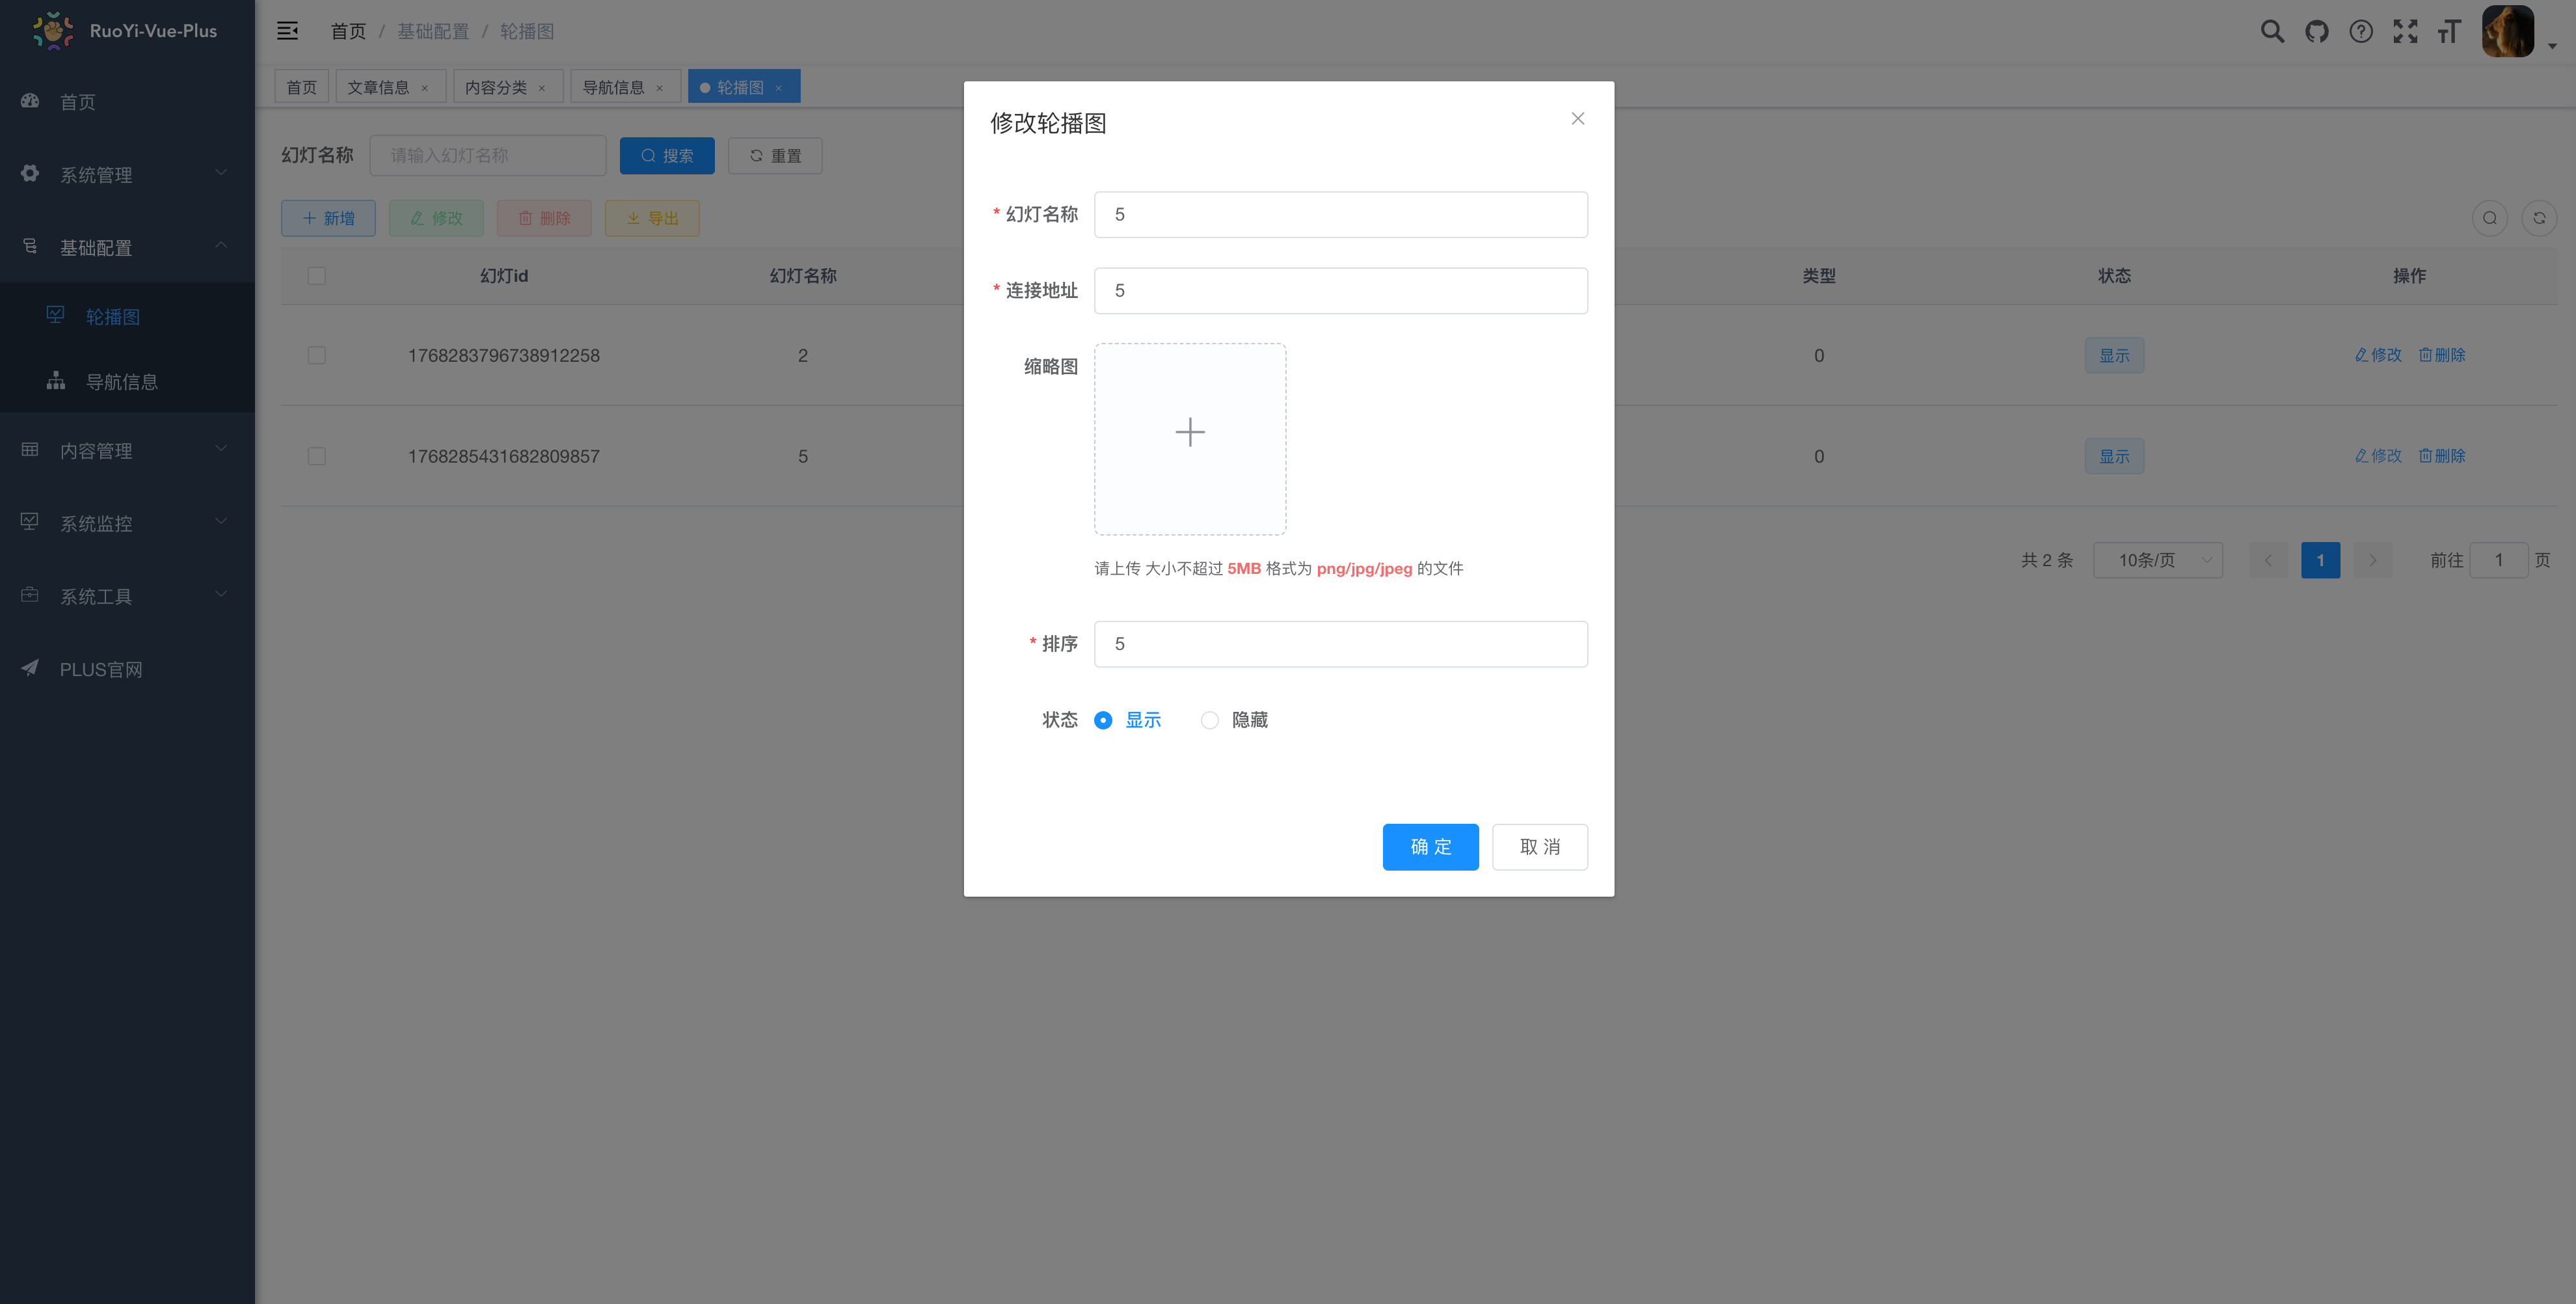 RuoYi-Vue-Plus
首页
系统管理
基础配置
轮播图
导航信息
内容管理
系统监控
系统工具
PLUS官网
首页 / 基础配置 / 轮播图
首页 文章信息 × 内容分类 × 导航信息 × 轮播图 ×
幻灯名称 请输入幻灯名称 搜索 重置
新增 修改 删除 导出
幻灯id 幻灯名称 类型 状态 操作
1768283796738912258 2 0 显示 修改 删除
1768285431682809857 5 0 显示 修改 删除
共 2 条 10条/页 1 前往 1 页
修改轮播图
* 幻灯名称 5
* 连接地址 5
缩略图
请上传 大小不超过 5MB 格式为 png/jpg/jpeg 的文件
* 排序 5
状态 显示 隐藏
确 定 取 消